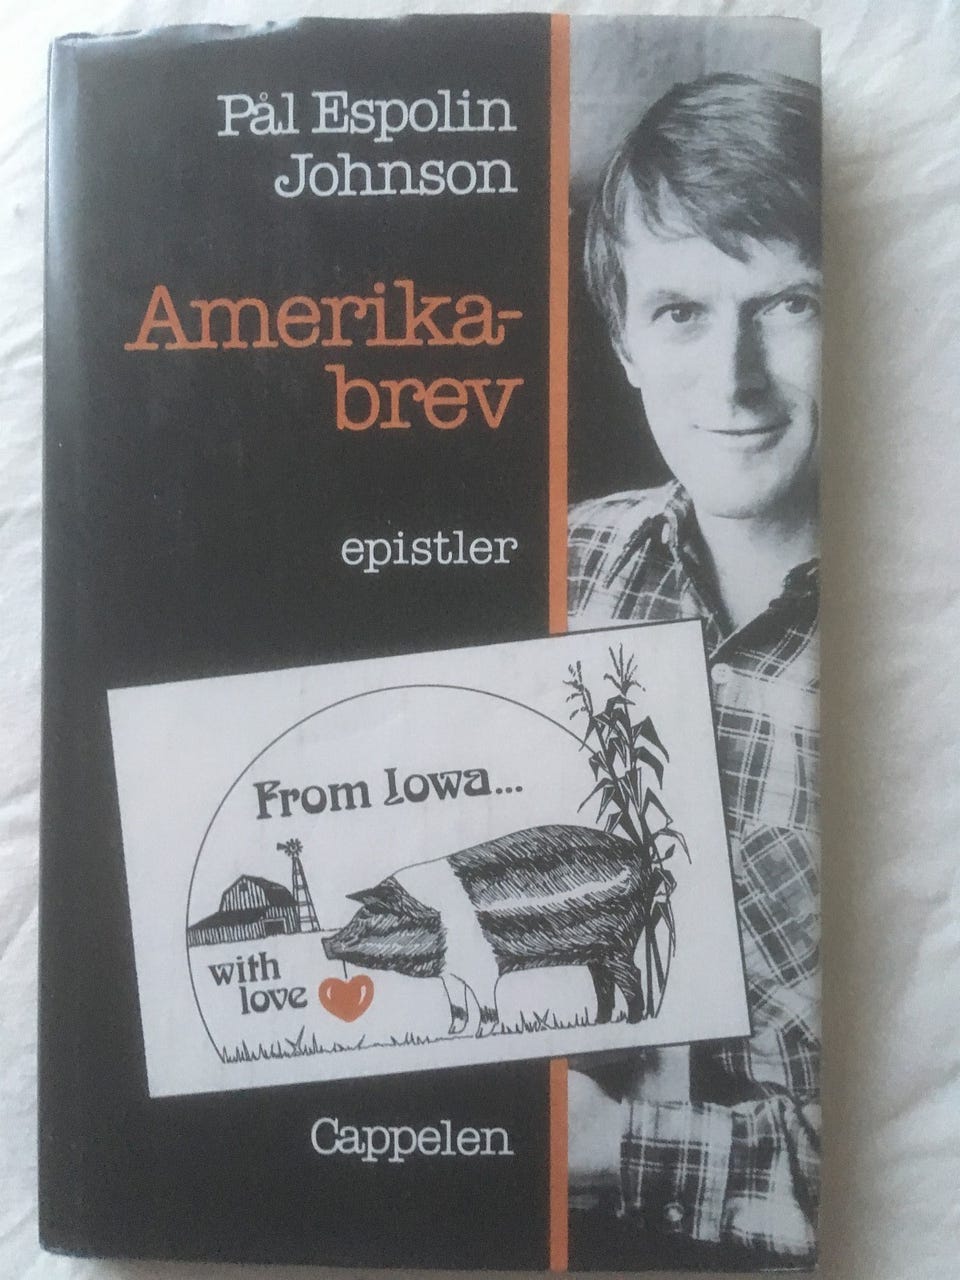 Pål Espolin
Johnson
Amerika-
brev
epistler
From Iowa...
with
love
Cappelen